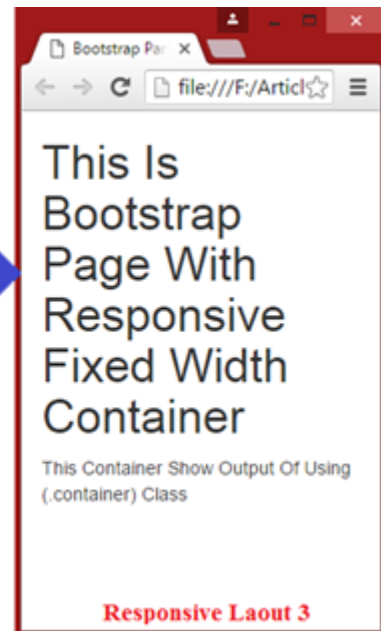 Bootstrap Par
file:///F:/Articl
This Is
Bootstrap
Page With
Responsive
Fixed Width
Container
This Container Show Output Of Using
(.container) Class
Responsive Laout 3